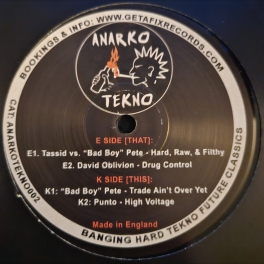 BOOKINGS & INFO: WWW.GETAFIXRECORDS.COM
ANARKO
TEKNO
CAT: ANARKOTEKNO002
E SIDE [THAT]:
E1. Tassid vs. "Bad Boy" Pete - Hard, Raw, & Filthy
E2. David Oblivion - Drug Control
K SIDE [THIS]:
K1: "Bad Boy" Pete - Trade Ain't Over Yet
K2: Punto - High Voltage
Made in England
BANGING HARD TEKNO FUTURE CLASSICS